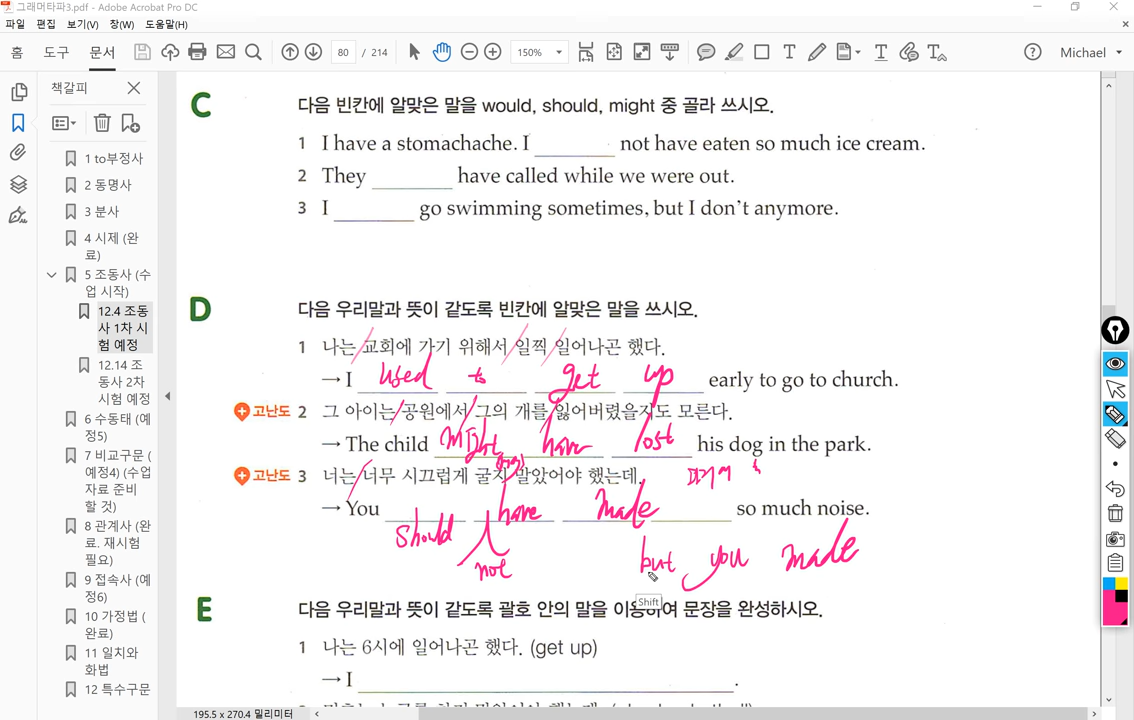 그래머타파3.pdf - Adobe Acrobat Pro DC
파일 편집 보기(V) 창(W) 도움말(H)
홈 도구 문서 80 / 214 150% Michael
책갈피
1 to부정사
2 동명사
3 분사
4 시제 (완
료)
5 조동사 (수
업 시작)
12.4 조동
사 1차 시
험 예정
12.14 조
동사 2차
시험 예정
6 수동태 (예
정5)
7 비교구문 (
예정4) (수업
자료 준비
할 것)
8 관계사 (완
료. 재시험
필요)
9 접속사 (예
정6)
10 가정법 (
완료)
11 일치와
화법
12 특수구문
C 다음 빈칸에 알맞은 말을 would, should, might 중 골라 쓰시오.
1 I have a stomachache. I ________ not have eaten so much ice cream.
2 They ________ have called while we were out.
3 I ________ go swimming sometimes, but I don't anymore.
D 다음 우리말과 뜻이 같도록 빈칸에 알맞은 말을 쓰시오.
1 나는 교회에 가기 위해서 일찍 일어나곤 했다.
→ I used to get up early to go to church.
고난도 2 그 아이는 공원에서 그의 개를 잃어버렸을지도 모른다.
→ The child might have lost his dog in the park.
(may)
고난도 3 너는 너무 시끄럽게 굴지 말았어야 했는데.
→ You should have made so much noise.
not
but you made
Shift
E 다음 우리말과 뜻이 같도록 괄호 안의 말을 이용하여 문장을 완성하시오.
1 나는 6시에 일어나곤 했다. (get up)
→ I ________.
195.5 x 270.4 밀리미터